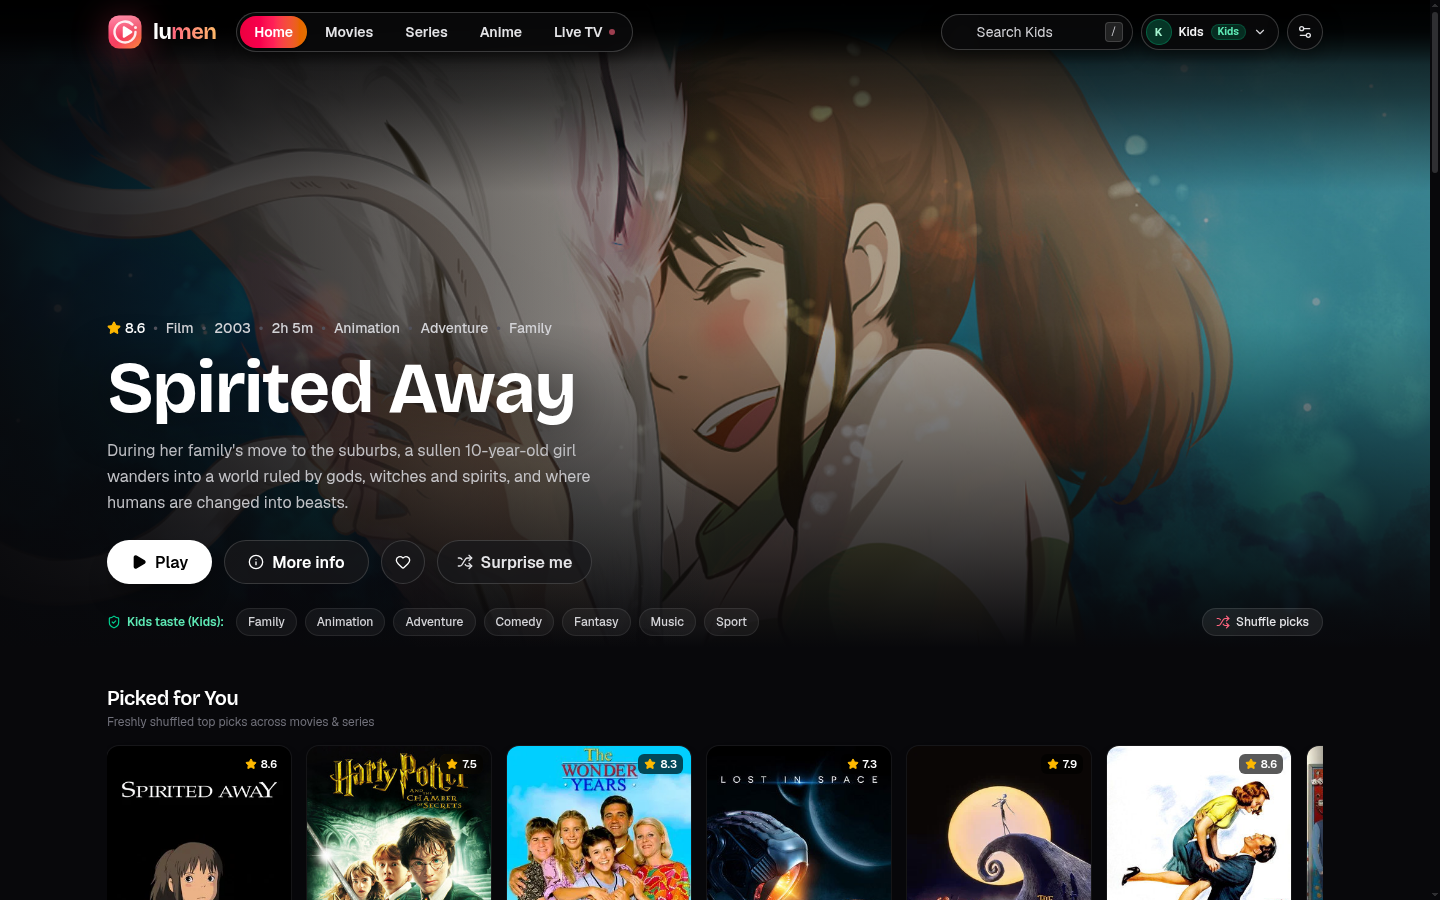 lumen
Home
Movies
Series
Anime
Live TV
Search Kids
/
K
Kids
Kids
8.6 • Film • 2003 • 2h 5m • Animation • Adventure • Family
Spirited Away
During her family's move to the suburbs, a sullen 10-year-old girl
wanders into a world ruled by gods, witches and spirits, and where
humans are changed into beasts.
Play
More info
Surprise me
Kids taste (Kids):
Family
Animation
Adventure
Comedy
Fantasy
Music
Sport
Shuffle picks
Picked for You
Freshly shuffled top picks across movies & series
8.6
SPIRITED AWAY
7.5
Harry Potter
AND THE
CHAMBER
OF SECRETS
8.3
The
WONDER
YEARS
7.3
LOST IN SPACE
7.9
THE
8.6